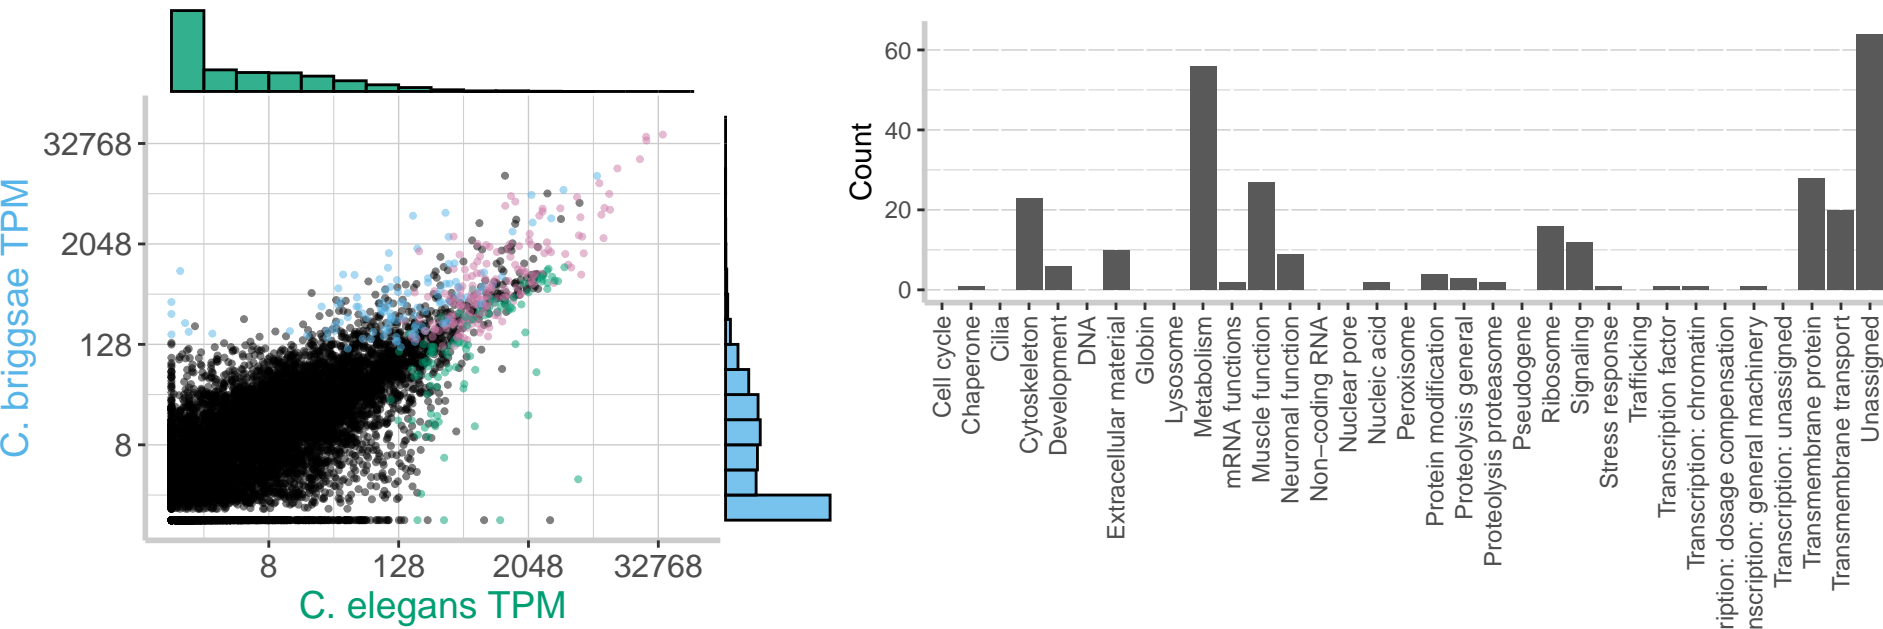 32768
2048
128
8
C. briggsae TPM
8
128
2048
32768
C. elegans TPM
60
40
20
0
Count
Cell cycle
Chaperone
Cilia
Cytoskeleton
Development
DNA
Extracellular material
Globin
Lysosome
Metabolism
mRNA functions
Muscle function
Neuronal function
Non−coding RNA
Nuclear pore
Nucleic acid
Peroxisome
Protein modification
Proteolysis general
Proteolysis proteasome
Pseudogene
Ribosome
Signaling
Stress response
Trafficking
Transcription factor
Transcription: chromatin
ription: dosage compensation
nscription: general machinery
Transcription: unassigned
Transmembrane protein
Transmembrane transport
Unassigned